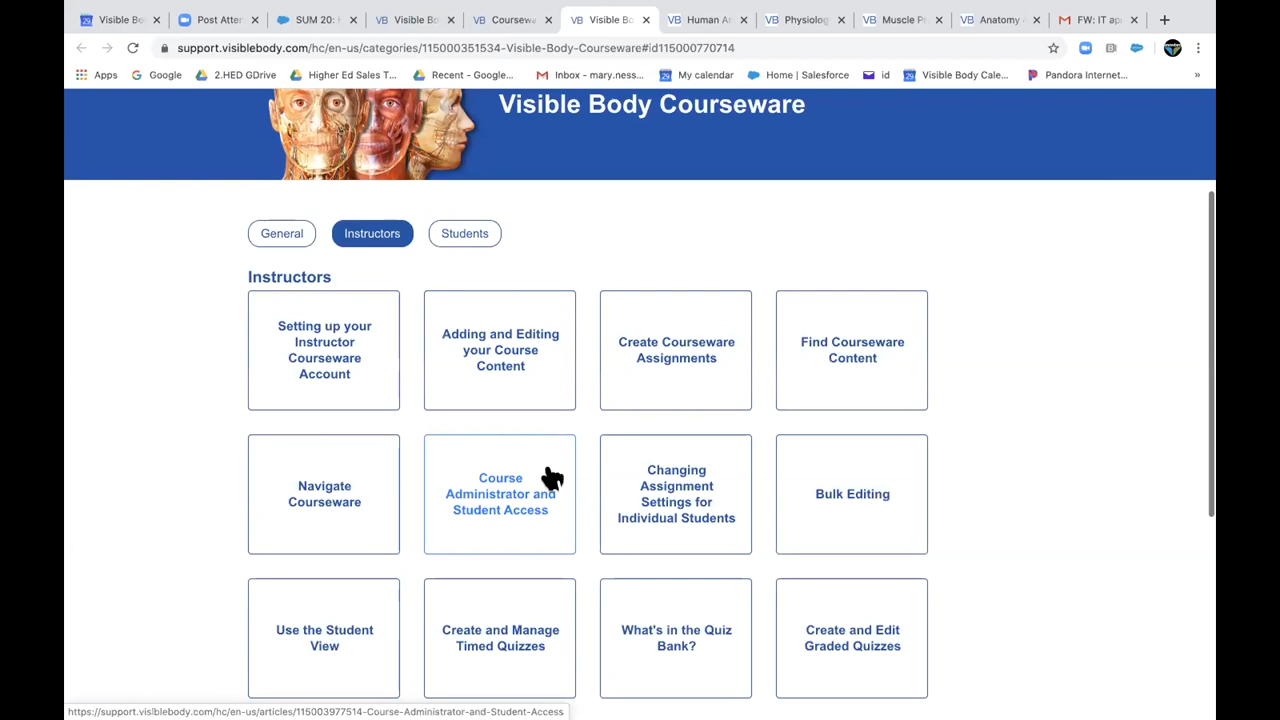 Visible Bo
Post Atter
SUM 20: H
Visible Bo
Coursewa
Visible Bo
Human Ar
Physiolog
Muscle Pr
Anatomy
FW: IT ap
support.visiblebody.com/hc/en-us/categories/115000351534-Visible-Body-Courseware#id115000770714
Apps
Google
2.HED GDrive
Higher Ed Sales T...
Recent - Google...
Inbox - mary.ness...
My calendar
Home | Salesforce
id
Visible Body Cale...
Pandora Internet...
»
Visible Body Courseware
General
Instructors
Students
Instructors
Setting up your
Instructor
Courseware
Account
Adding and Editing
your Course
Content
Create Courseware
Assignments
Find Courseware
Content
Navigate
Courseware
Course
Administrator and
Student Access
Changing
Assignment
Settings for
Individual Students
Bulk Editing
Use the Student
View
Create and Manage
Timed Quizzes
What's in the Quiz
Bank?
Create and Edit
Graded Quizzes
https://support.visiblebody.com/hc/en-us/articles/115003977514-Course-Administrator-and-Student-Access